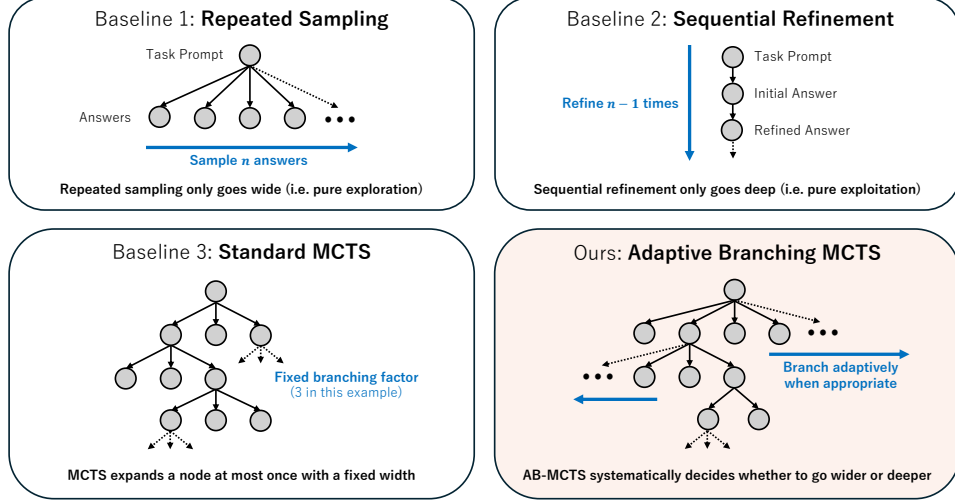 Baseline 1: Repeated Sampling
Task Prompt
Answers
Sample n answers
Repeated sampling only goes wide (i.e. pure exploration)
Baseline 2: Sequential Refinement
Refine n − 1 times
Task Prompt
Initial Answer
Refined Answer
Sequential refinement only goes deep (i.e. pure exploitation)
Baseline 3: Standard MCTS
Fixed branching factor
(3 in this example)
MCTS expands a node at most once with a fixed width
Ours: Adaptive Branching MCTS
Branch adaptively
when appropriate
AB-MCTS systematically decides whether to go wider or deeper